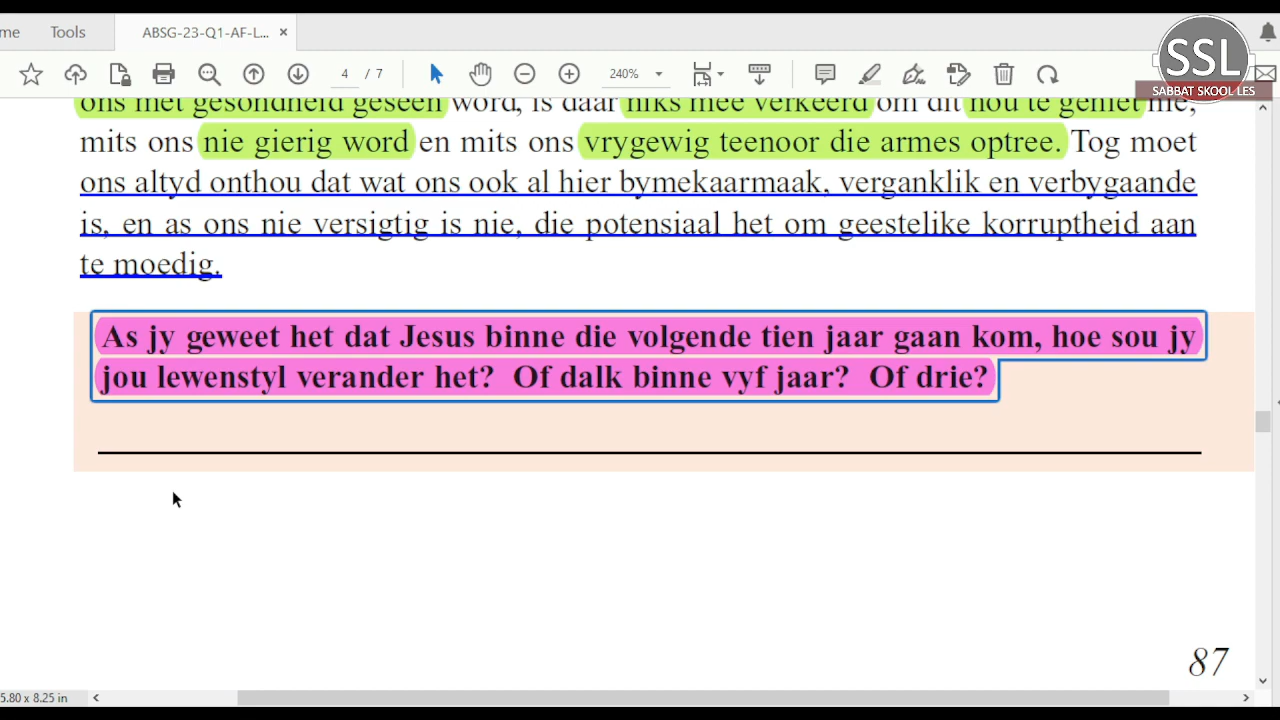 me Tools ABSG-23-Q1-AF-L... ×
4 / 7 240%
SSL
SABBAT SKOOL LES
ons met gesondheid geseën word, is daar niks mee verkeerd om dit nou te geniet nie,
mits ons nie gierig word en mits ons vrygewig teenoor die armes optree. Tog moet
ons altyd onthou dat wat ons ook al hier bymekaarmaak, verganklik en verbygaande
is, en as ons nie versigtig is nie, die potensiaal het om geestelike korruptheid aan
te moedig.
As jy geweet het dat Jesus binne die volgende tien jaar gaan kom, hoe sou jy
jou lewenstyl verander het? Of dalk binne vyf jaar? Of drie?
87
5.80 x 8.25 in